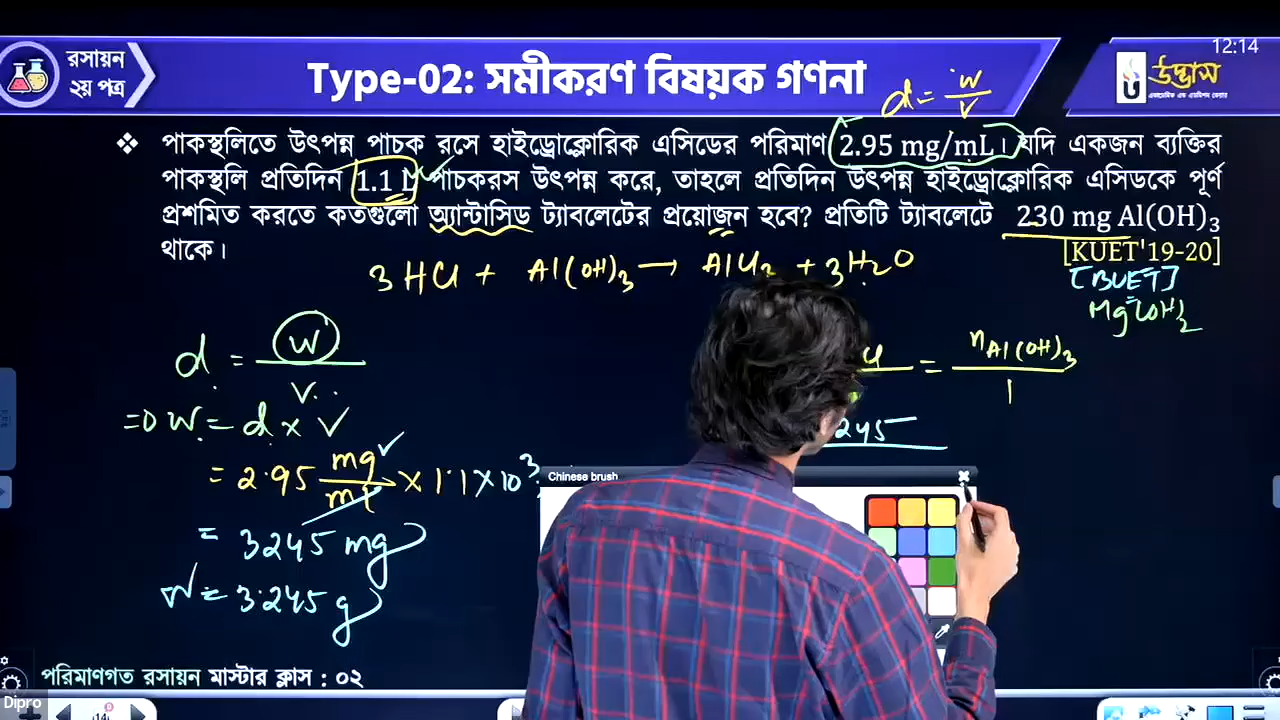 12:14
রসায়ন
২য় পত্র
Type-02: সমীকরণ বিষয়ক গণনা
উদ্ভাস
d = w/v
❖ পাকস্থলিতে উৎপন্ন পাচক রসে হাইড্রোক্লোরিক এসিডের পরিমাণ 2.95 mg/mL। যদি একজন ব্যক্তির
পাকস্থলি প্রতিদিন 1.1 L পাচকরস উৎপন্ন করে, তাহলে প্রতিদিন উৎপন্ন হাইড্রোক্লোরিক এসিডকে পূর্ণ
প্রশমিত করতে কতগুলো অ্যান্টাসিড ট্যাবলেটের প্রয়োজন হবে? প্রতিটি ট্যাবলেটে 230 mg Al(OH)₃
থাকে।
[KUET'19-20]
[BUET]
Mg(OH)₂
3HCl + Al(OH)₃ → AlCl₃ + 3H₂O
d = w/v
⇒ w = d × v
= 2.95 mg/ml × 1.1 × 10³
= 3245 mg
w = 3.245 g
= nAl(OH)₃/1
245
Chinese brush
পরিমাণগত রসায়ন মাস্টার ক্লাস : ০২
Dipro
14